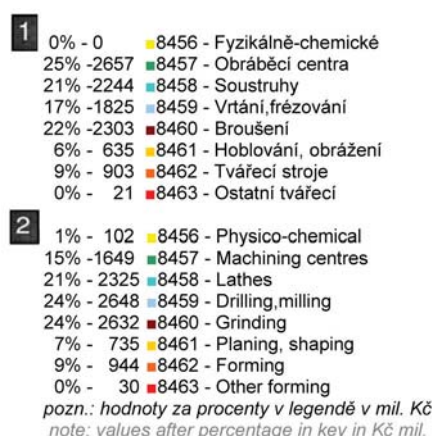 1
0% - 0 8456 - Fyzikálně-chemické
25% -2657 8457 - Obráběcí centra
21% -2244 8458 - Soustruhy
17% -1825 8459 - Vrtání,frézování
22% -2303 8460 - Broušení
6% - 635 8461 - Hoblování, obrážení
9% - 903 8462 - Tvářecí stroje
0% - 21 8463 - Ostatní tvářecí
2
1% - 102 8456 - Physico-chemical
15% -1649 8457 - Machining centres
21% - 2325 8458 - Lathes
24% - 2648 8459 - Drilling,milling
24% - 2632 8460 - Grinding
7% - 735 8461 - Planing, shaping
9% - 944 8462 - Forming
0% - 30 8463 - Other forming
pozn.: hodnoty za procenty v legendě v mil. Kč
note: values after percentage in key in Kč mil.